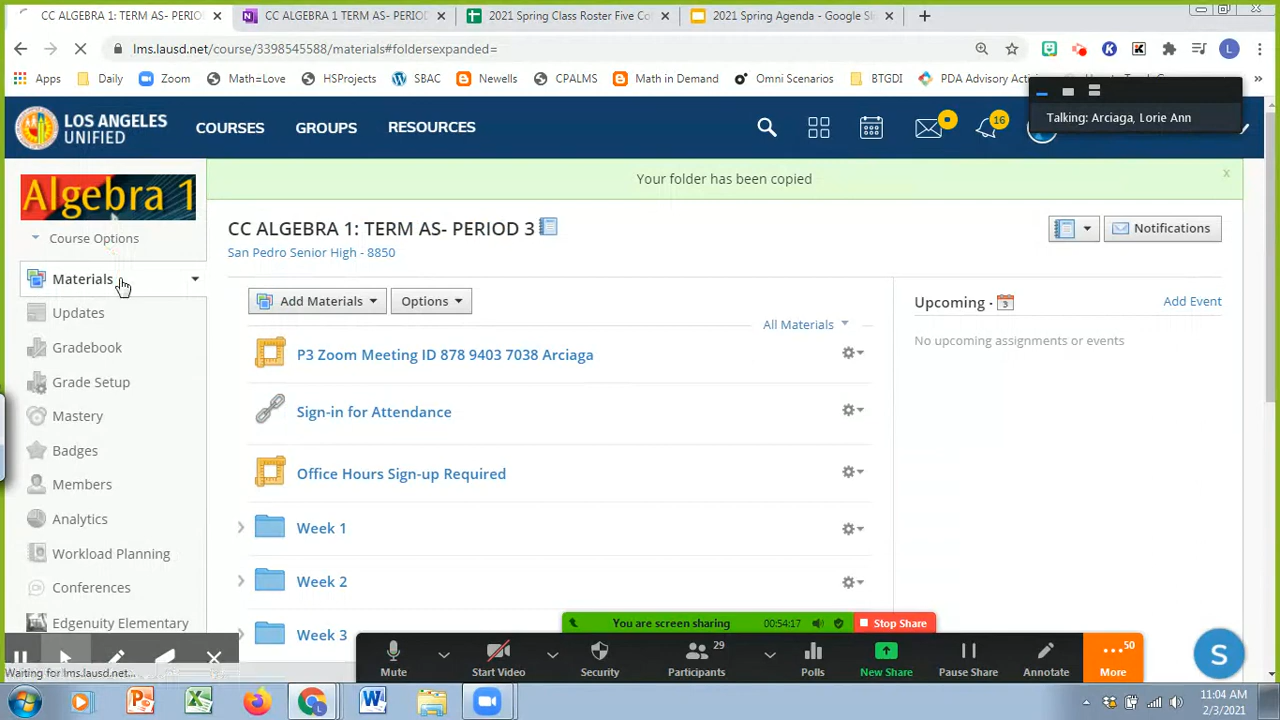 CC ALGEBRA 1: TERM AS- PERIOD
CC ALGEBRA 1 TERM AS- PERIOD
2021 Spring Class Roster Five Co
2021 Spring Agenda - Google Sl
lms.lausd.net/course/3398545588/materials#foldersexpanded=
L
Apps
Daily
Zoom
Math=Love
HSProjects
SBAC
Newells
CPALMS
Math in Demand
Omni Scenarios
BTGDI
PDA Advisory Activi
Talking: Arciaga, Lorie Ann
LOS ANGELES
UNIFIED
COURSES
GROUPS
RESOURCES
16
Your folder has been copied
x
Algebra 1
Course Options
CC ALGEBRA 1: TERM AS- PERIOD 3
San Pedro Senior High - 8850
Notifications
Materials
Updates
Gradebook
Grade Setup
Mastery
Badges
Members
Analytics
Workload Planning
Conferences
Edgenuity Elementary
Add Materials
Options
All Materials
P3 Zoom Meeting ID 878 9403 7038 Arciaga
Sign-in for Attendance
Office Hours Sign-up Required
Week 1
Week 2
Week 3
Upcoming ·
3
Add Event
No upcoming assignments or events
You are screen sharing
00:54:17
Stop Share
Mute
Start Video
Security
29
Participants
Polls
New Share
Pause Share
Annotate
50
More
S
Waiting for lms.lausd.net...
11:04 AM
2/3/2021